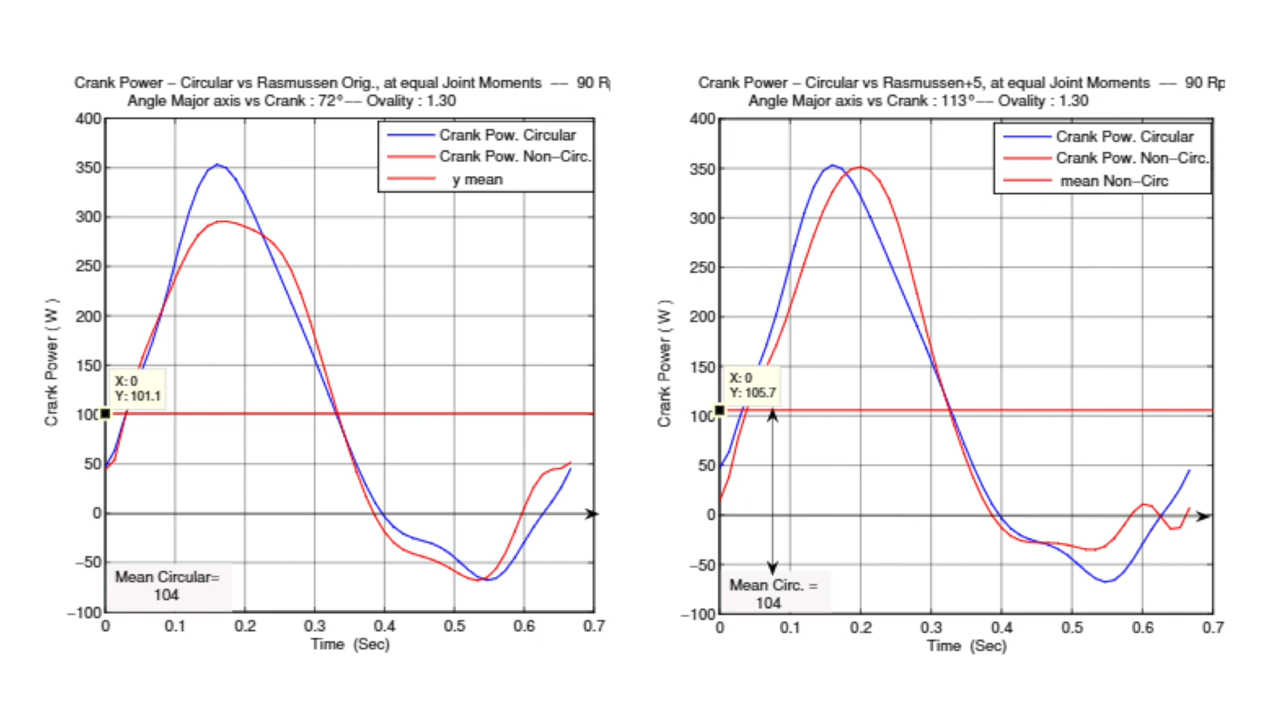 Crank Power – Circular vs Rasmussen Orig., at equal Joint Moments –– 90 R
Angle Major axis vs Crank : 72°–– Ovality : 1.30
400
350
300
250
200
150
100
50
0
−50
−100
Crank Power ( W )
Crank Pow. Circular
Crank Pow. Non−Circ.
y mean
X: 0
Y: 101.1
Mean Circular=
104
0 0.1 0.2 0.3 0.4 0.5 0.6 0.7
Time (Sec)
Crank Power – Circular vs Rasmussen+5, at equal Joint Moments –– 90 Rp
Angle Major axis vs Crank : 113°–– Ovality : 1.30
400
350
300
250
200
150
100
50
0
−50
−100
Crank Power ( W )
Crank Pow. Circular
Crank Pow. Non−Circ.
mean Non−Circ
X: 0
Y: 105.7
Mean Circ. =
104
0 0.1 0.2 0.3 0.4 0.5 0.6 0.7
Time (Sec)